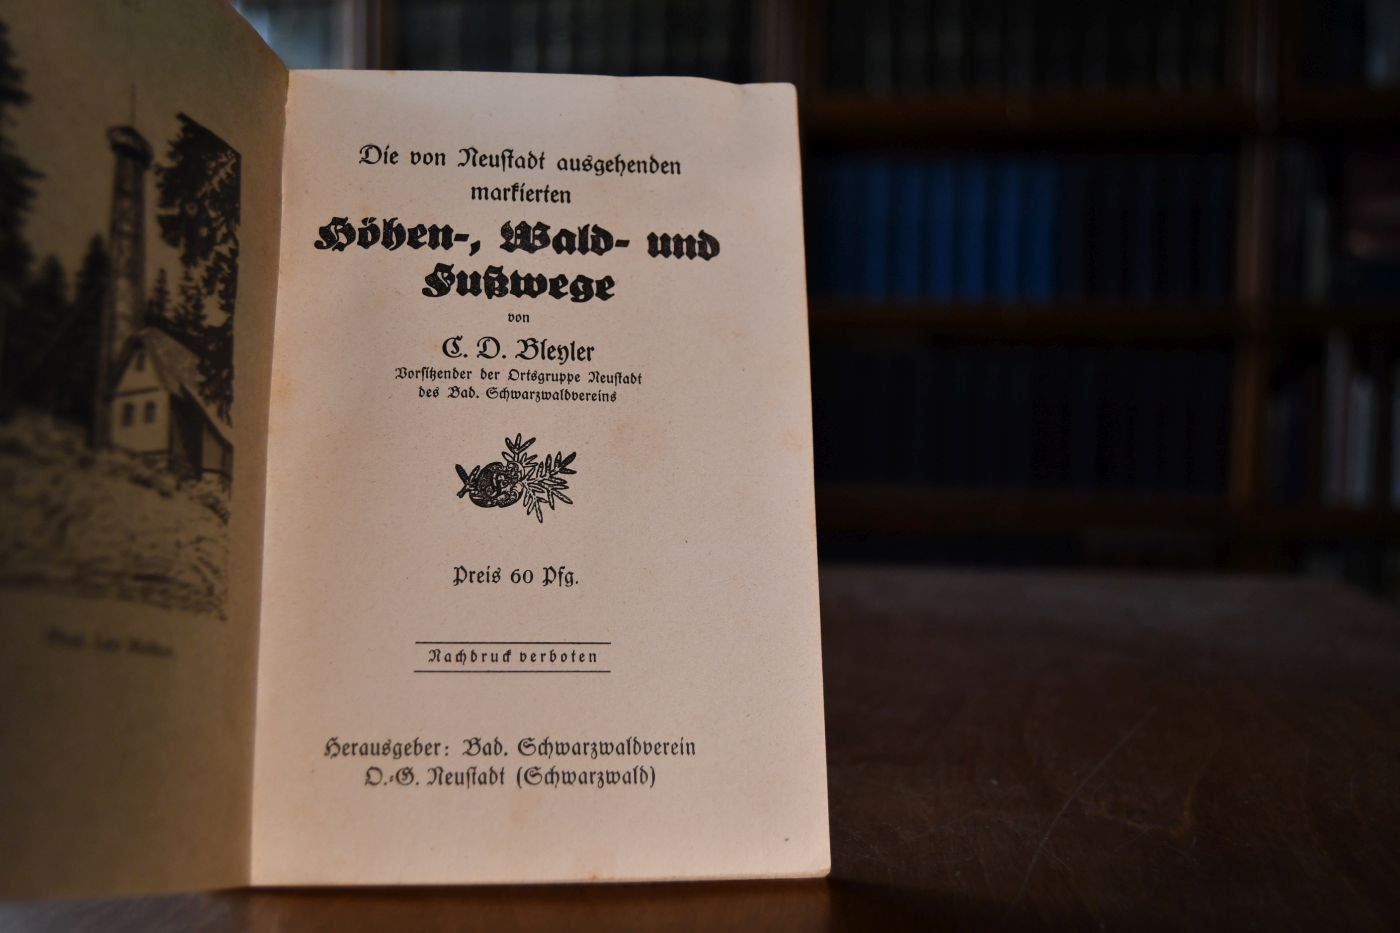 Die von Neustadt ausgehenden
markierten
Höhen-, Wald- und
Fußwege
von
C. D. Bleyler
Vorsitzender der Ortsgruppe Neustadt
des Bad. Schwarzwaldvereins
Preis 60 Pfg.
Nachdruck verboten
Herausgeber: Bad. Schwarzwaldverein
O.-G. Neustadt (Schwarzwald)